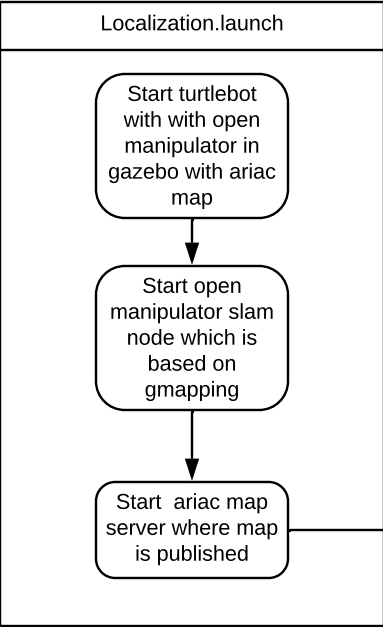 Localization.launch
Start turtlebot
with with open
manipulator in
gazebo with ariac
map
Start open
manipulator slam
node which is
based on
gmapping
Start  ariac map
server where map
is published